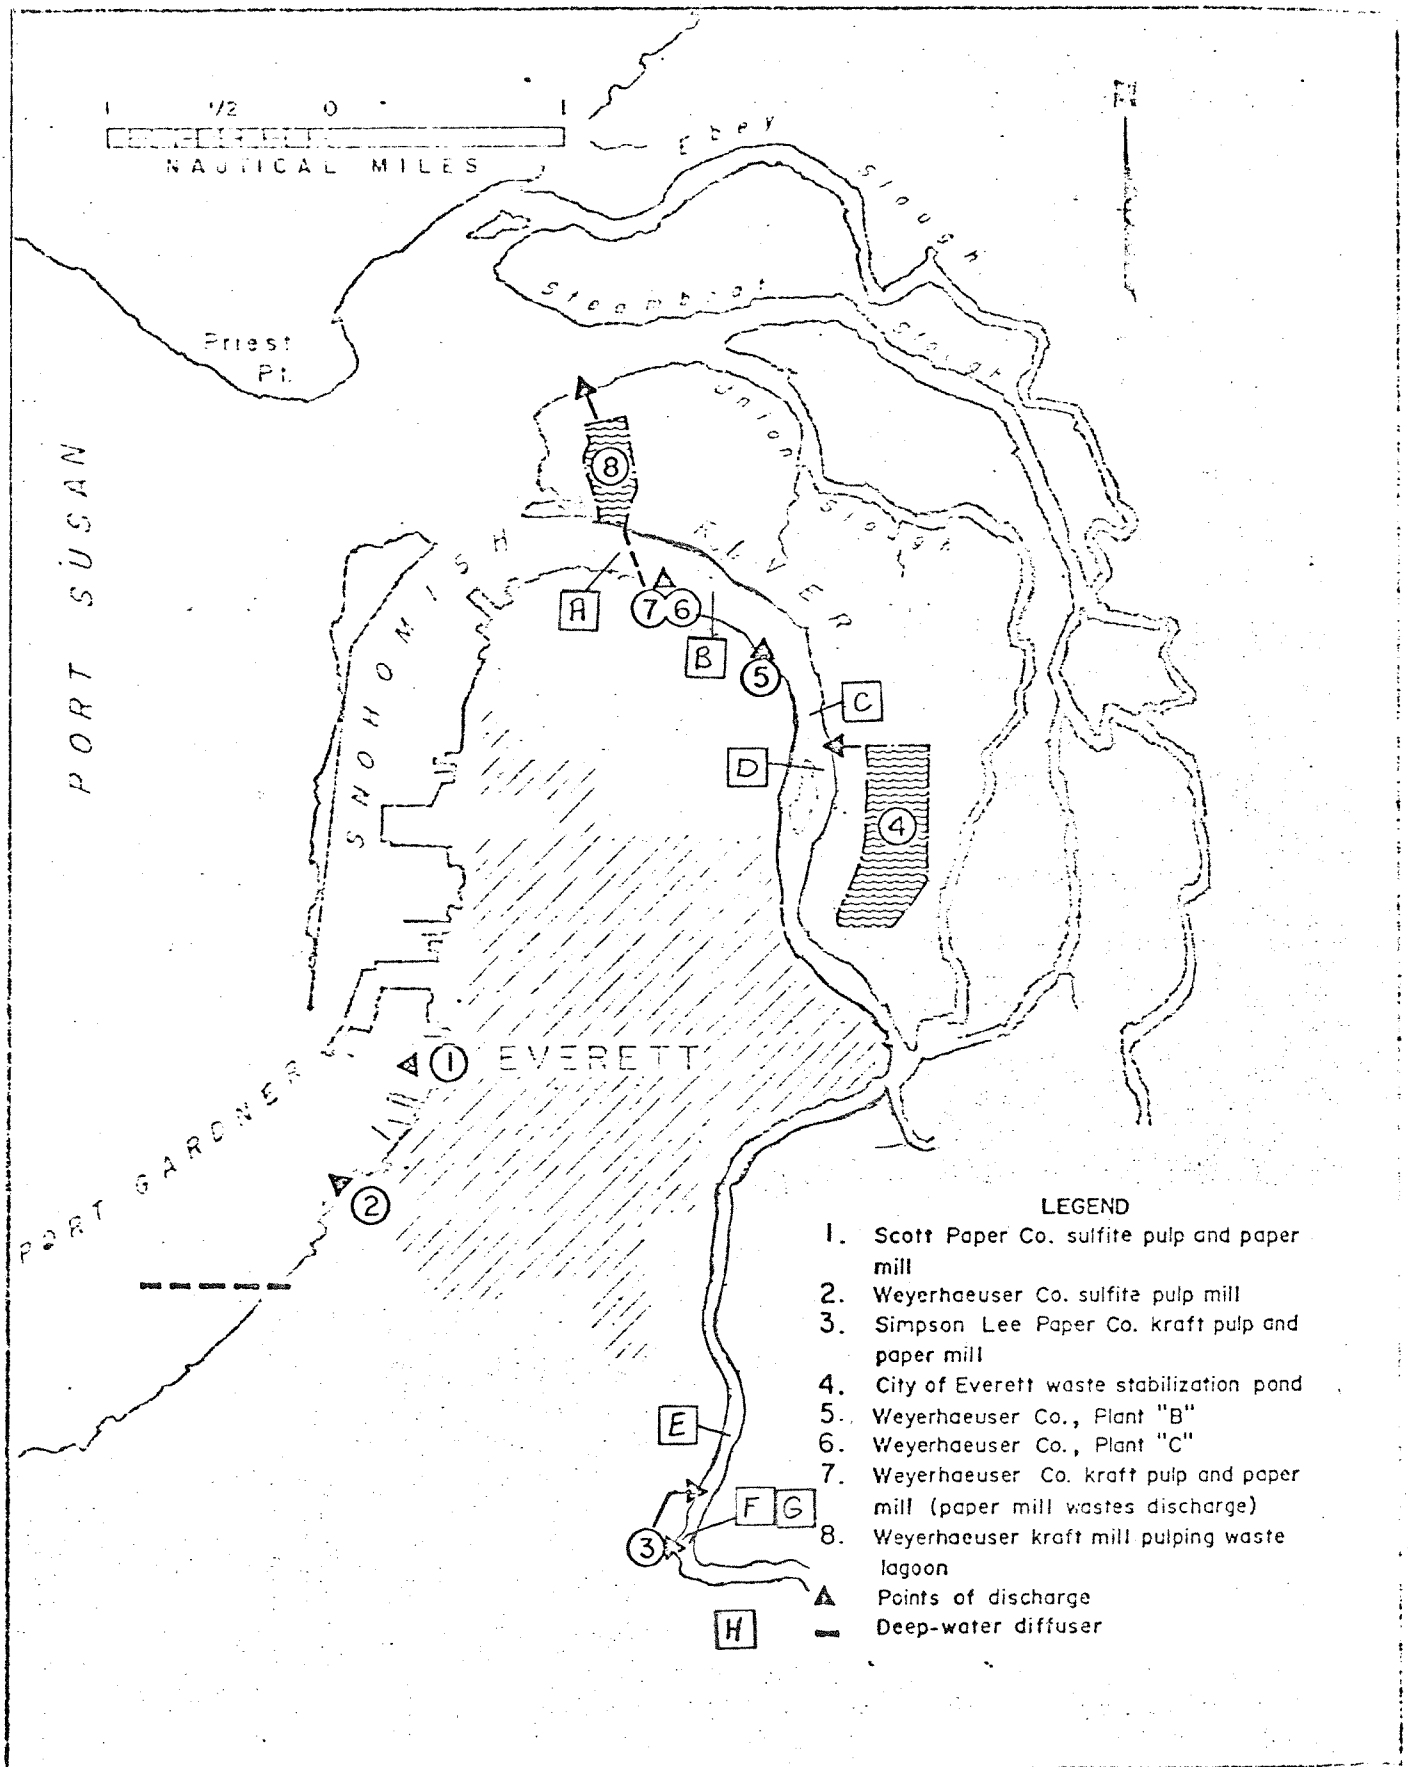 1 1/2 0 1
NAUTICAL MILES
N
Ebey Slough
Steamboat Slough
Priest
Pt.
Union Slough
8
SNOHOMISH RIVER
PORT SUSAN
A
7 6
B
5
C
D
4
1
EVERETT
PORT GARDNER
2
E
F G
3
H
LEGEND
1. Scott Paper Co. sulfite pulp and paper
mill
2. Weyerhaeuser Co. sulfite pulp mill
3. Simpson Lee Paper Co. kraft pulp and
paper mill
4. City of Everett waste stabilization pond
5. Weyerhaeuser Co., Plant "B"
6. Weyerhaeuser Co., Plant "C"
7. Weyerhaeuser Co. kraft pulp and paper
mill (paper mill wastes discharge)
8. Weyerhaeuser kraft mill pulping waste
lagoon
Points of discharge
Deep-water diffuser